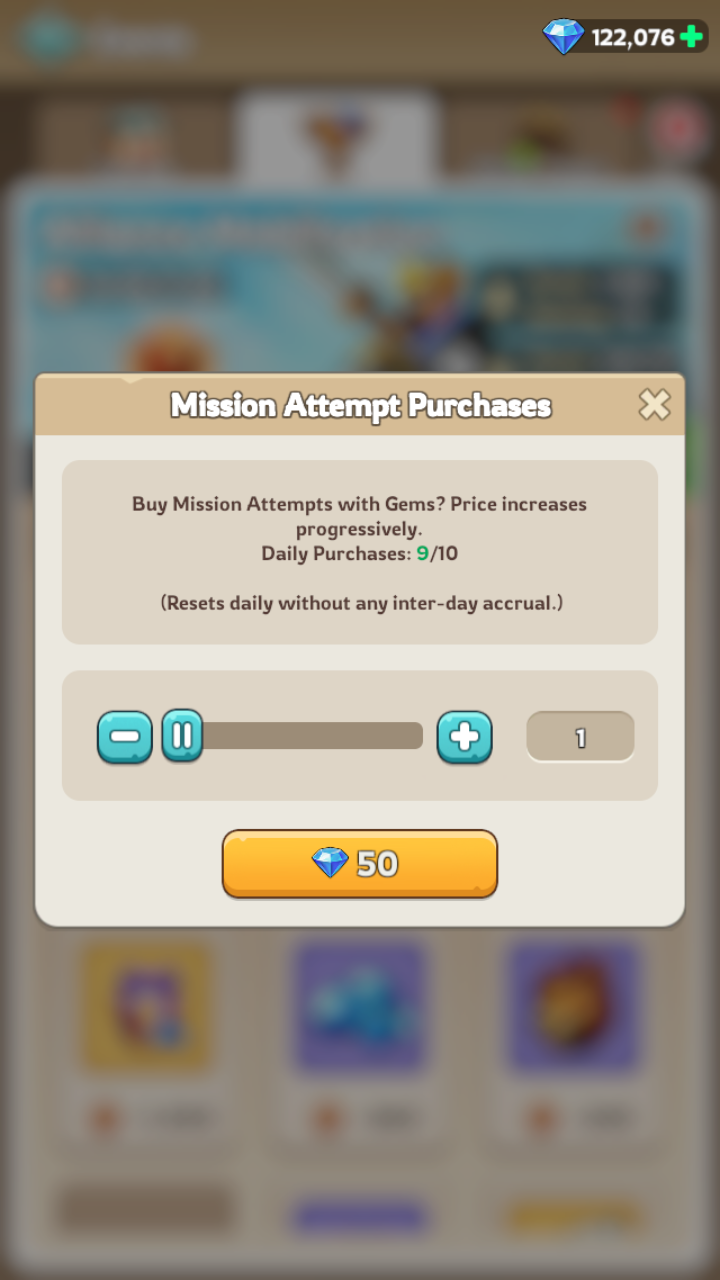 122,076
Mission Attempt Purchases
Buy Mission Attempts with Gems? Price increases
progressively.
Daily Purchases: 9/10
(Resets daily without any inter-day accrual.)
1
50